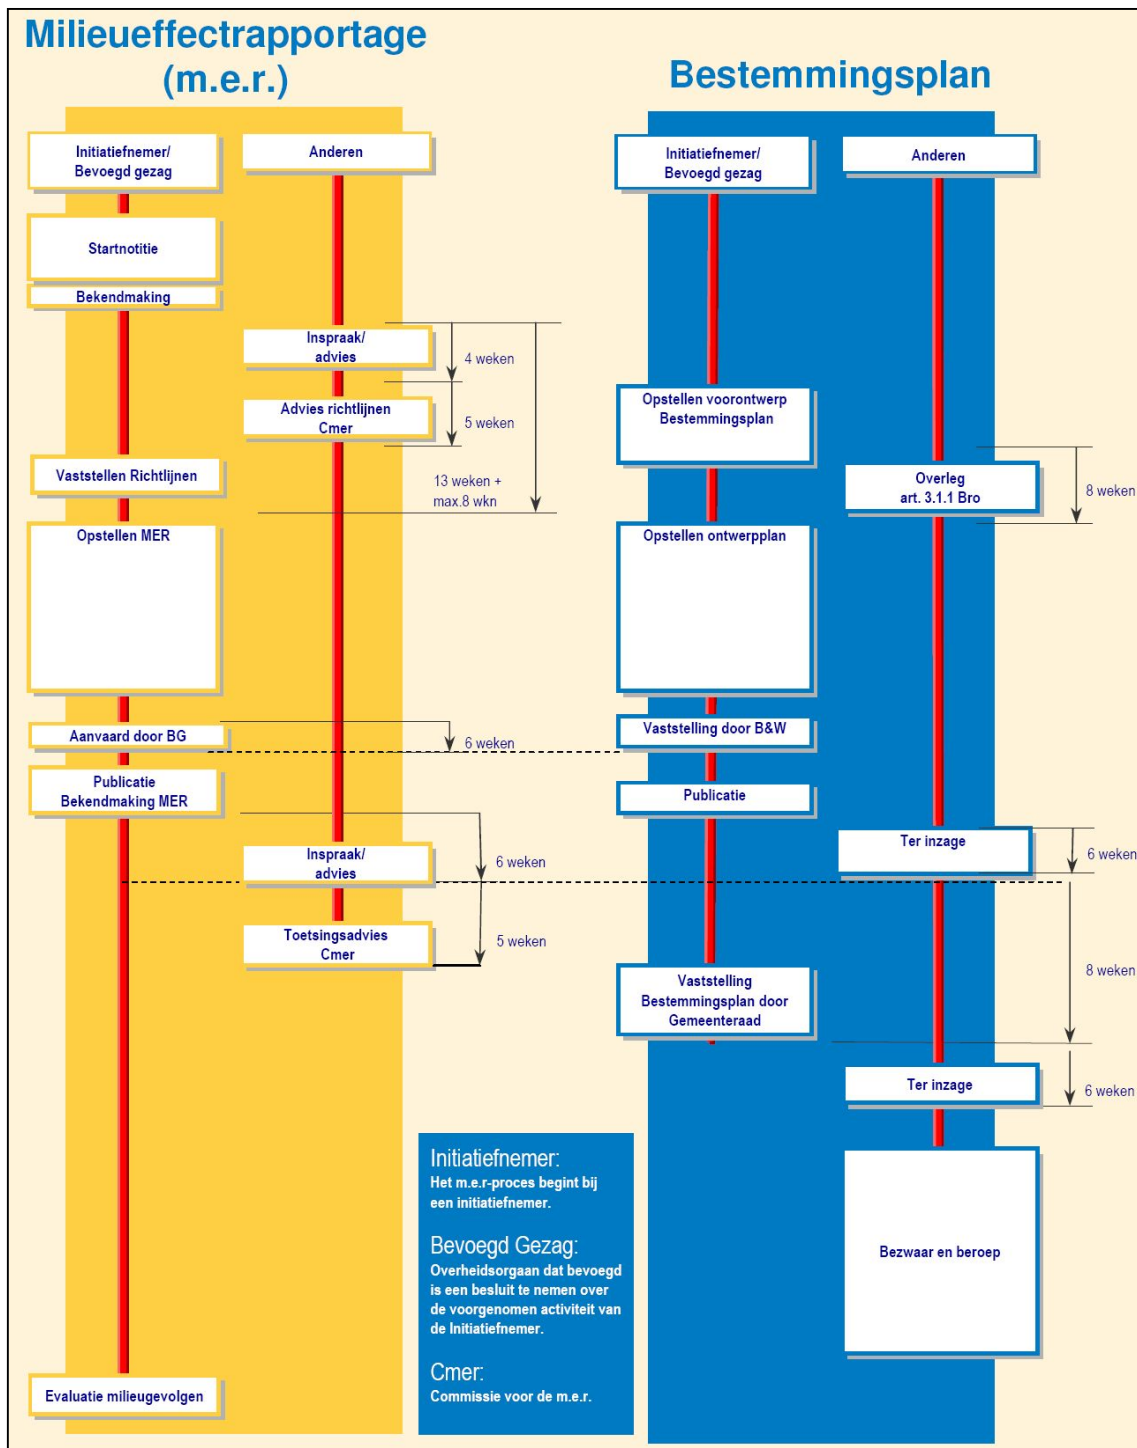 Milieueffectrapportage
(m.e.r.)
Initiatiefnemer/
Bevoegd gezag
Anderen
Startnotitie
Bekendmaking
Inspraak/
advies
4 weken
Advies richtlijnen
Cmer
5 weken
Vaststellen Richtlijnen
13 weken +
max.8 wkn
Opstellen MER
Aanvaard door BG
6 weken
Publicatie
Bekendmaking MER
Inspraak/
advies
6 weken
Toetsingsadvies
Cmer
5 weken
Evaluatie milieugevolgen
Bestemmingsplan
Initiatiefnemer/
Bevoegd gezag
Anderen
Opstellen voorontwerp
Bestemmingsplan
Overleg
art. 3.1.1 Bro
8 weken
Opstellen ontwerpplan
Vaststelling door B&W
Publicatie
Ter inzage
6 weken
Vaststelling
Bestemmingsplan door
Gemeenteraad
8 weken
Ter inzage
6 weken
Bezwaar en beroep
Initiatiefnemer:
Het m.e.r-proces begint bij
een initiatiefnemer.
Bevoegd Gezag:
Overheidsorgaan dat bevoegd
is een besluit te nemen over
de voorgenomen activiteit van
de Initiatiefnemer.
Cmer:
Commissie voor de m.e.r.